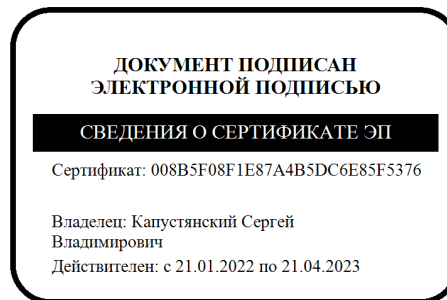 ДОКУМЕНТ ПОДПИСАН
ЭЛЕКТРОННОЙ ПОДПИСЬЮ
СВЕДЕНИЯ О СЕРТИФИКАТЕ ЭП
Сертификат: 008B5F08F1E87A4B5DC6E85F5376
Владелец: Капустянский Сергей
Владимирович
Действителен: с 21.01.2022 по 21.04.2023